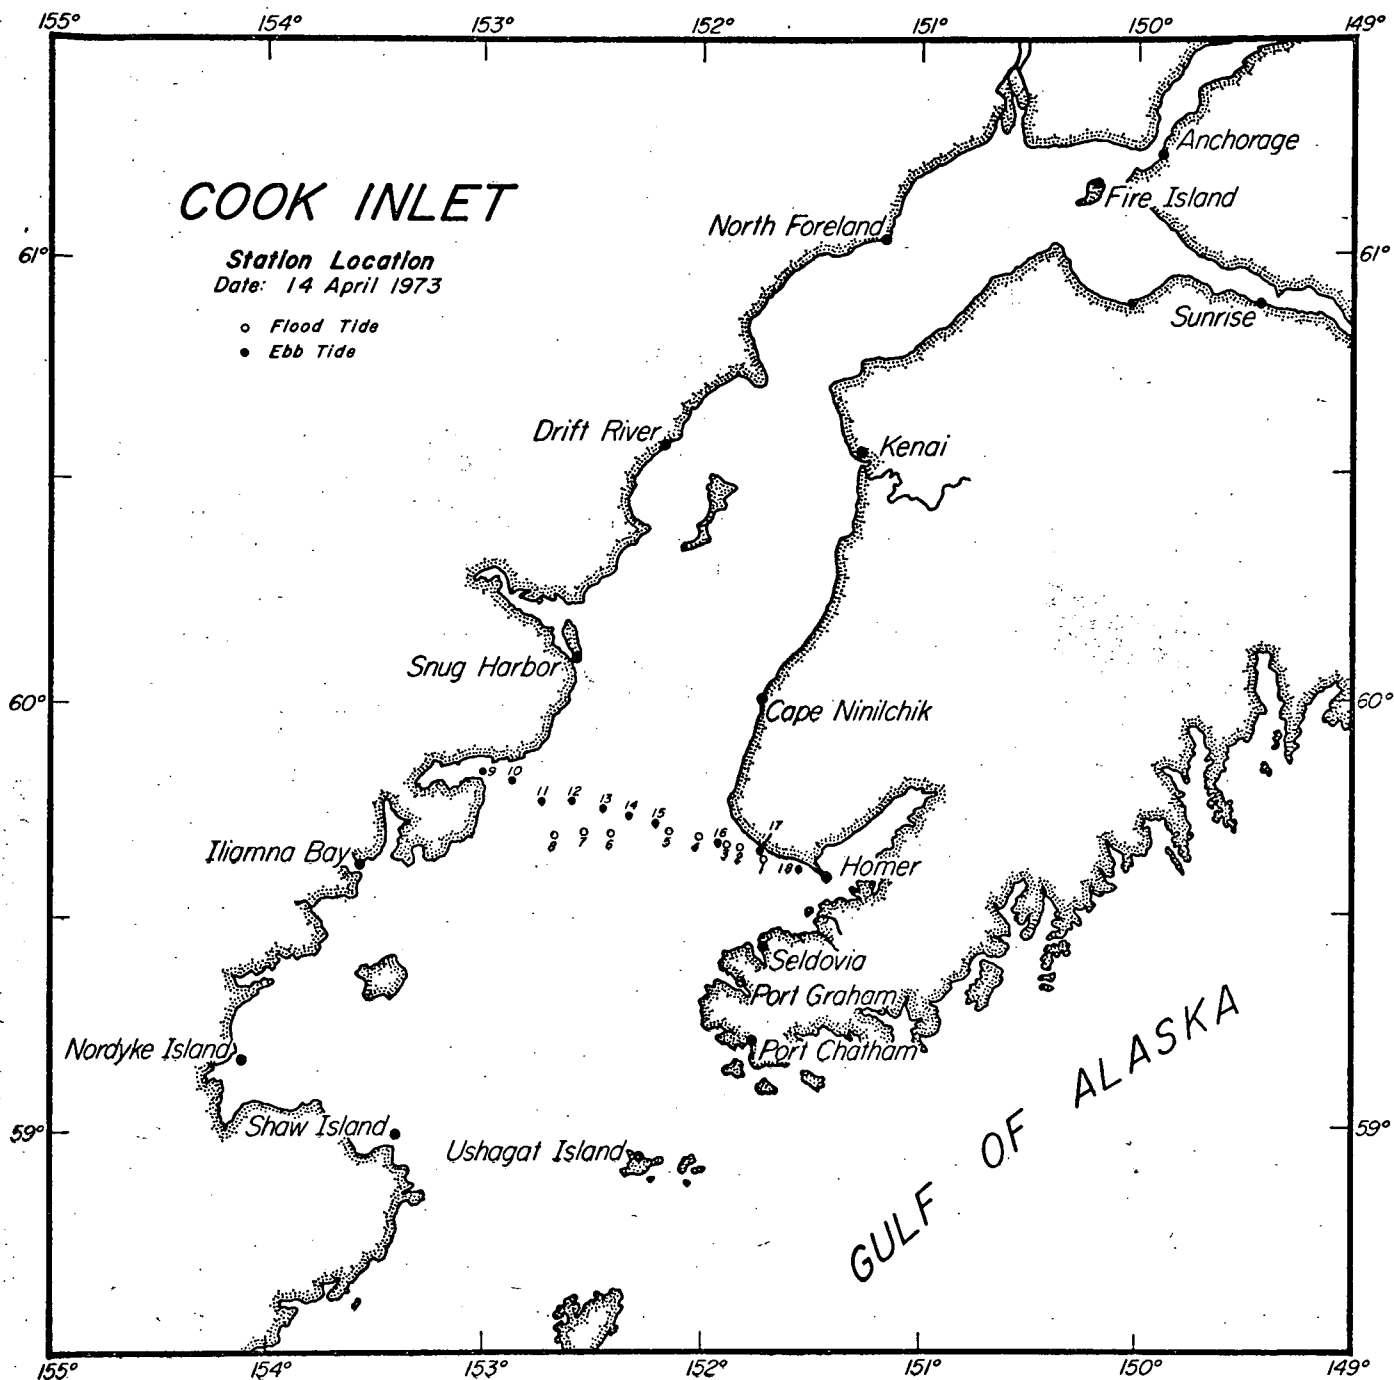 155° 154° 153° 152° 151° 150° 149°
Anchorage
COOK INLET
Fire Island
North Foreland
61° 61°
Station Location
Date: 14 April 1973
Sunrise
Flood Tide
Ebb Tide
Drift River
Kenai
Snug Harbor
60° 60°
Cape Ninilchik
9 10
11 12 13 14 15 16 17
8 7 6 5 4 3 2 1 18
Iliamna Bay
Homer
Seldovia
Port Graham
Nordyke Island
Port Chatham
GULF OF ALASKA
Shaw Island
59° 59°
Ushagat Island
155° 154° 153° 152° 151° 150° 149°